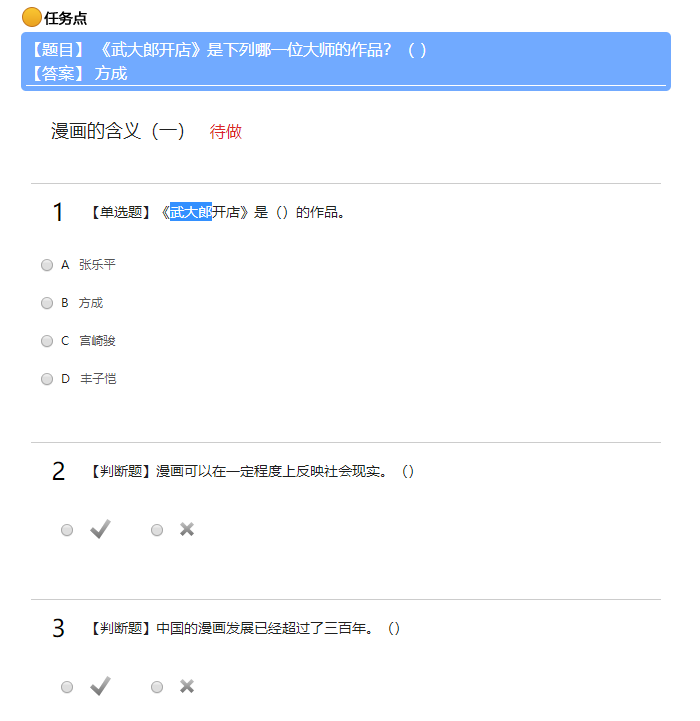 任务点
【题目】《武大郎开店》是下列哪一位大师的作品？（ ）
【答案】 方成
漫画的含义（一） 待做
1 【单选题】《武大郎开店》是（）的作品。
A 张乐平
B 方成
C 宫崎骏
D 丰子恺
2 【判断题】漫画可以在一定程度上反映社会现实。（）
3 【判断题】中国的漫画发展已经超过了三百年。（）